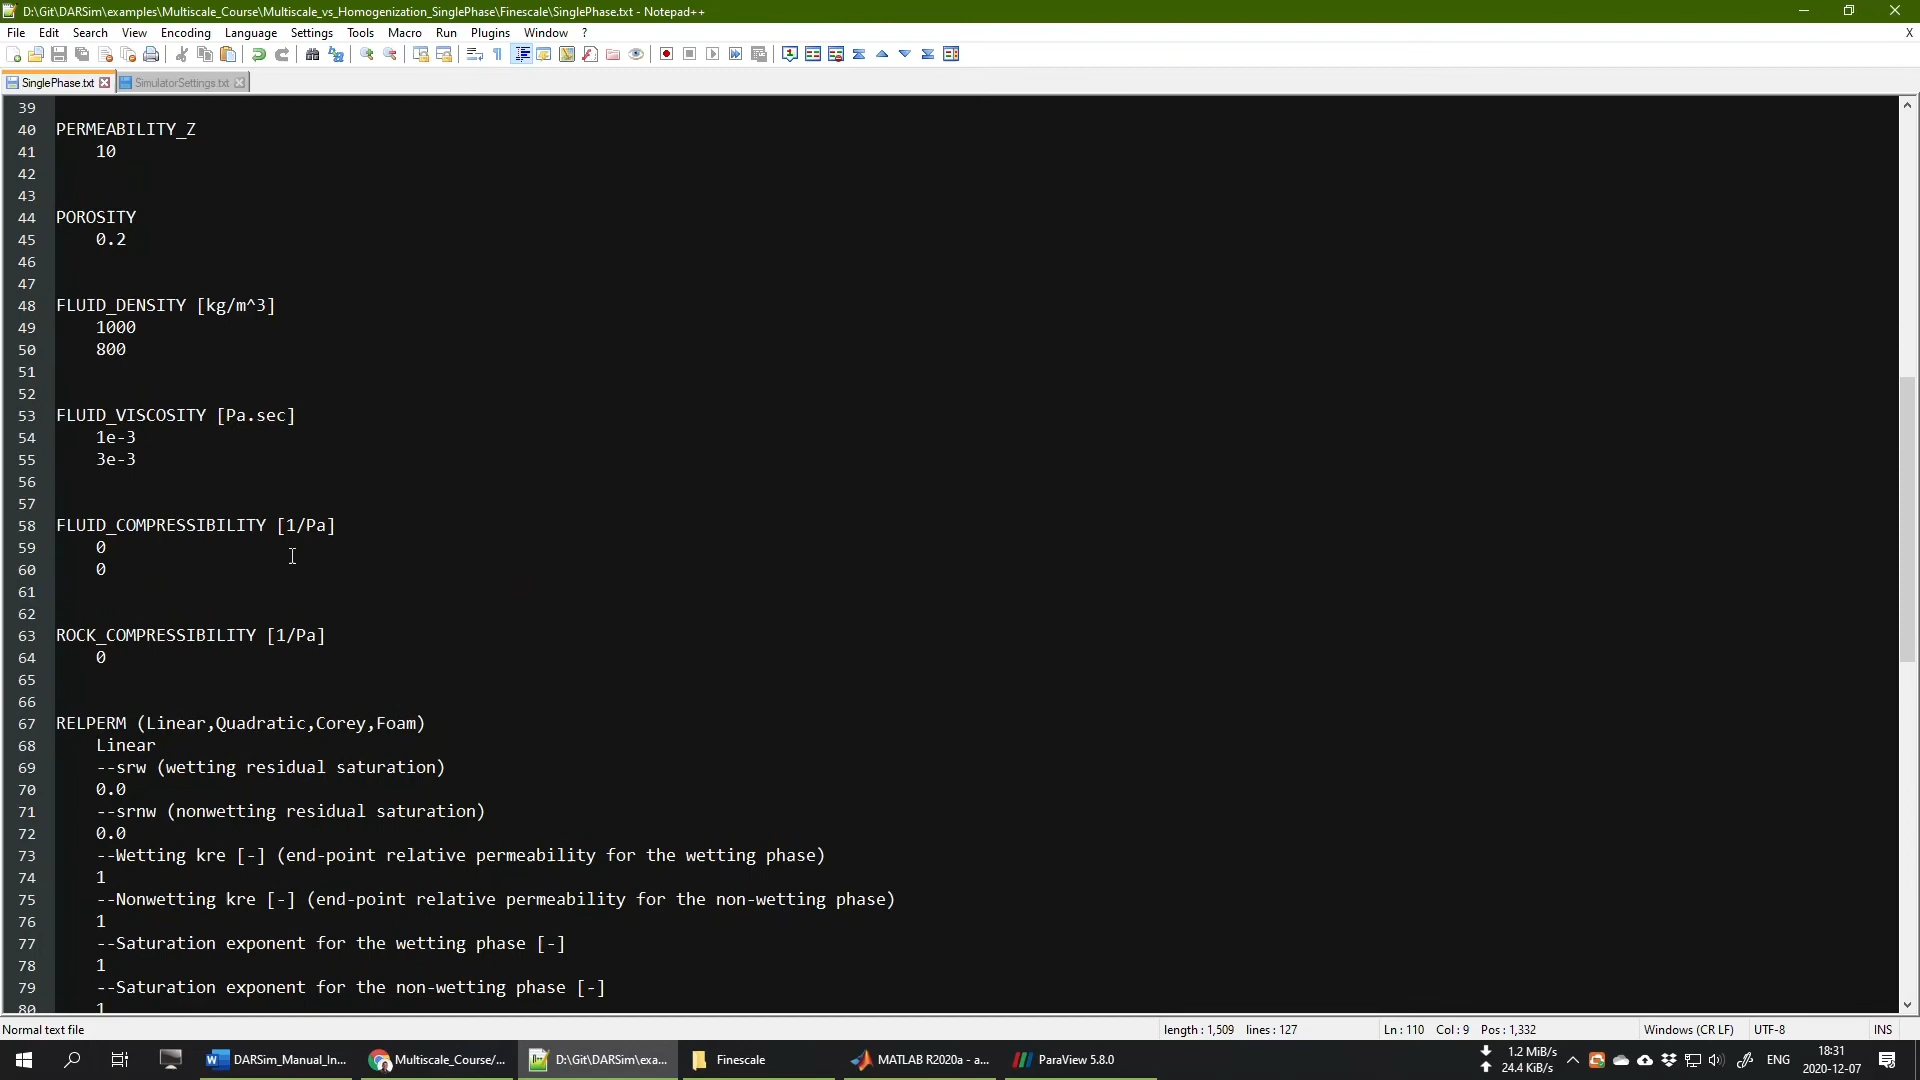 D:\Git\DARSim\examples\Multiscale_Course\Multiscale_vs_Homogenization_SinglePhase\Finescale\SinglePhase.txt - Notepad++
File Edit Search View Encoding Language Settings Tools Macro Run Plugins Window ? X
SinglePhase.txt SimulatorSettings.txt
39
40 PERMEABILITY_Z
41 10
42
43
44 POROSITY
45 0.2
46
47
48 FLUID_DENSITY [kg/m^3]
49 1000
50 800
51
52
53 FLUID_VISCOSITY [Pa.sec]
54 1e-3
55 3e-3
56
57
58 FLUID_COMPRESSIBILITY [1/Pa]
59 0
60 0
61
62
63 ROCK_COMPRESSIBILITY [1/Pa]
64 0
65
66
67 RELPERM (Linear,Quadratic,Corey,Foam)
68 Linear
69 --srw (wetting residual saturation)
70 0.0
71 --srnw (nonwetting residual saturation)
72 0.0
73 --Wetting kre [-] (end-point relative permeability for the wetting phase)
74 1
75 --Nonwetting kre [-] (end-point relative permeability for the non-wetting phase)
76 1
77 --Saturation exponent for the wetting phase [-]
78 1
79 --Saturation exponent for the non-wetting phase [-]
80 1
Normal text file length : 1,509 lines : 127 Ln : 110 Col : 9 Pos : 1,332 Windows (CR LF) UTF-8 INS
DARSim_Manual_In... Multiscale_Course/... D:\Git\DARSim\exa... Finescale MATLAB R2020a - a... ParaView 5.8.0 1.2 MiB/s ENG 18:31
24.4 KiB/s 2020-12-07